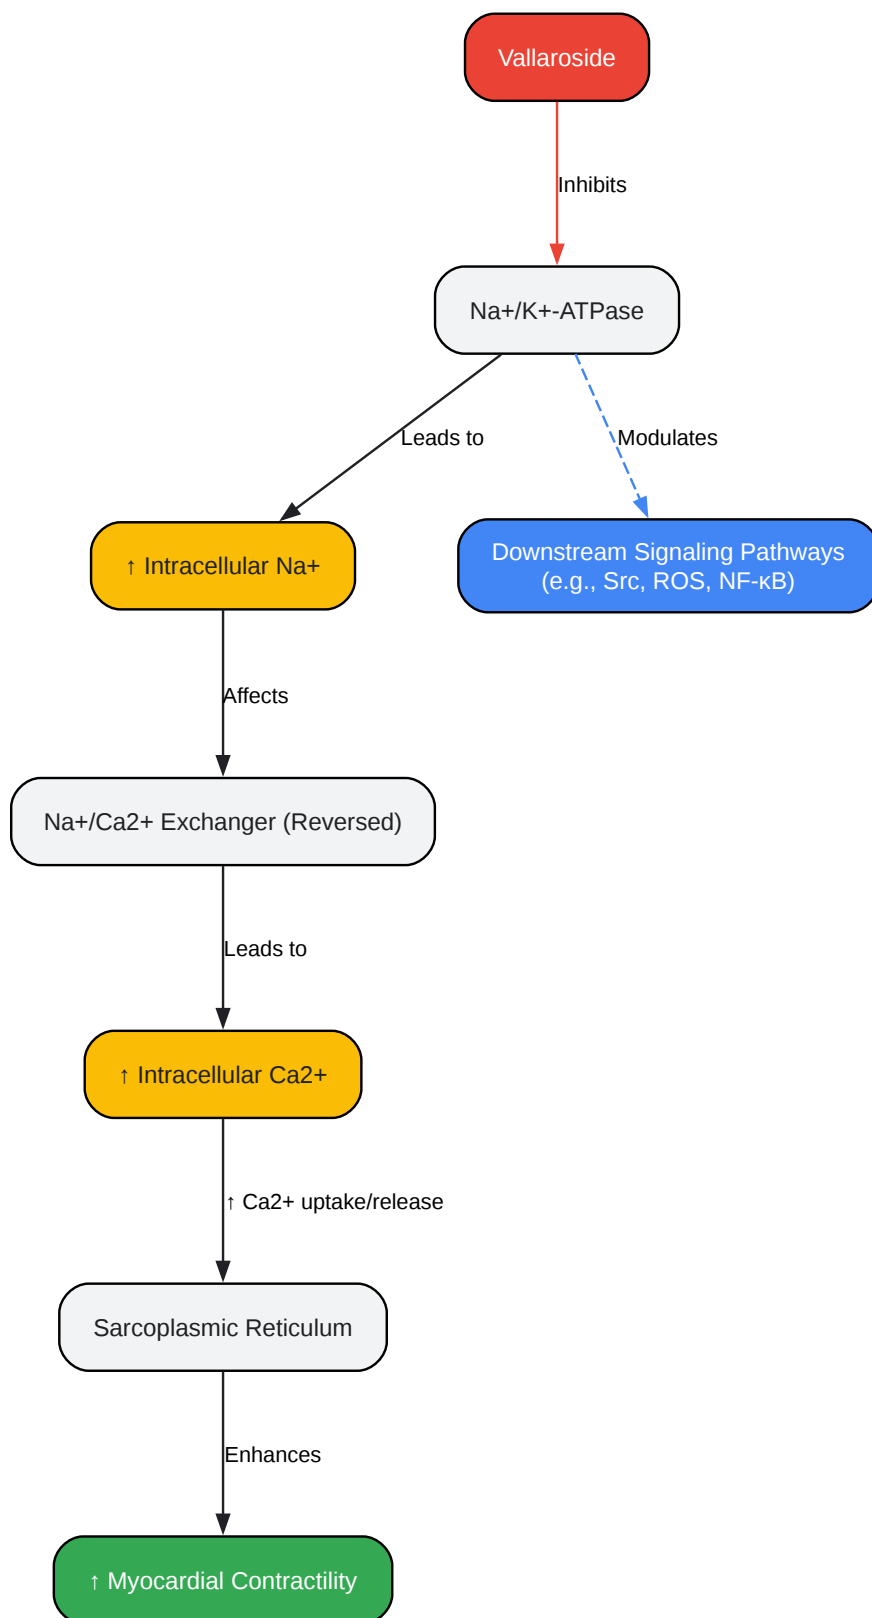 Vallaroside
Inhibits
Na+/K+-ATPase
Leads to
Modulates
↑ Intracellular Na+
Downstream Signaling Pathways
(e.g., Src, ROS, NF-κB)
Affects
Na+/Ca2+ Exchanger (Reversed)
Leads to
↑ Intracellular Ca2+
↑ Ca2+ uptake/release
Sarcoplasmic Reticulum
Enhances
↑ Myocardial Contractility